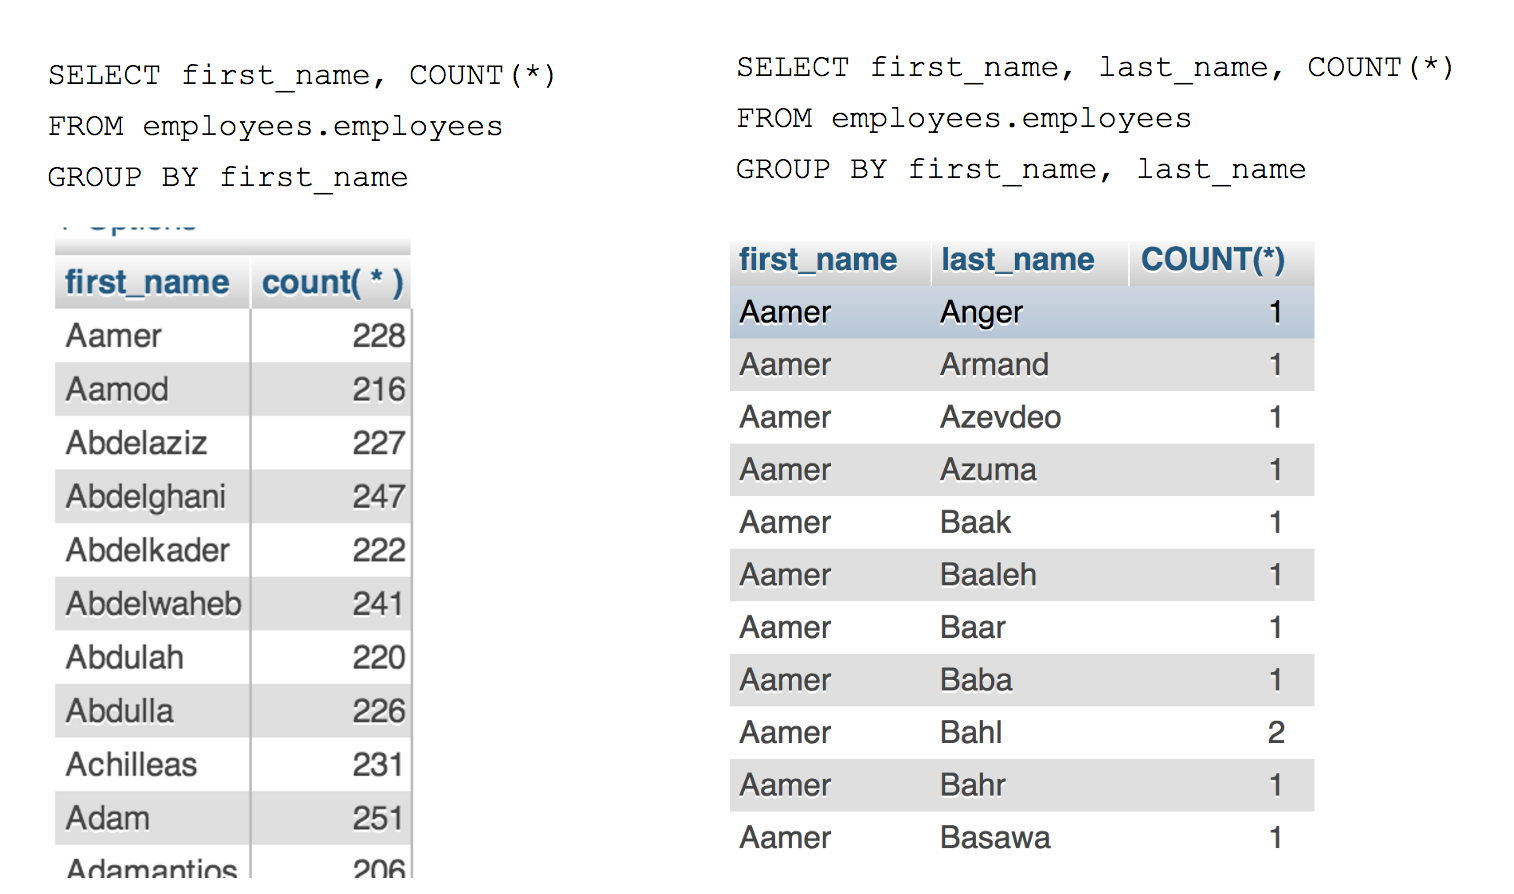 SELECT first_name, COUNT(*)
FROM employees.employees
GROUP BY first_name
Options
first_name count( * )
Aamer 228
Aamod 216
Abdelaziz 227
Abdelghani 247
Abdelkader 222
Abdelwaheb 241
Abdulah 220
Abdulla 226
Achilleas 231
Adam 251
Adamantios 206
SELECT first_name, last_name, COUNT(*)
FROM employees.employees
GROUP BY first_name, last_name
first_name last_name COUNT(*)
Aamer Anger 1
Aamer Armand 1
Aamer Azevdeo 1
Aamer Azuma 1
Aamer Baak 1
Aamer Baaleh 1
Aamer Baar 1
Aamer Baba 1
Aamer Bahl 2
Aamer Bahr 1
Aamer Basawa 1